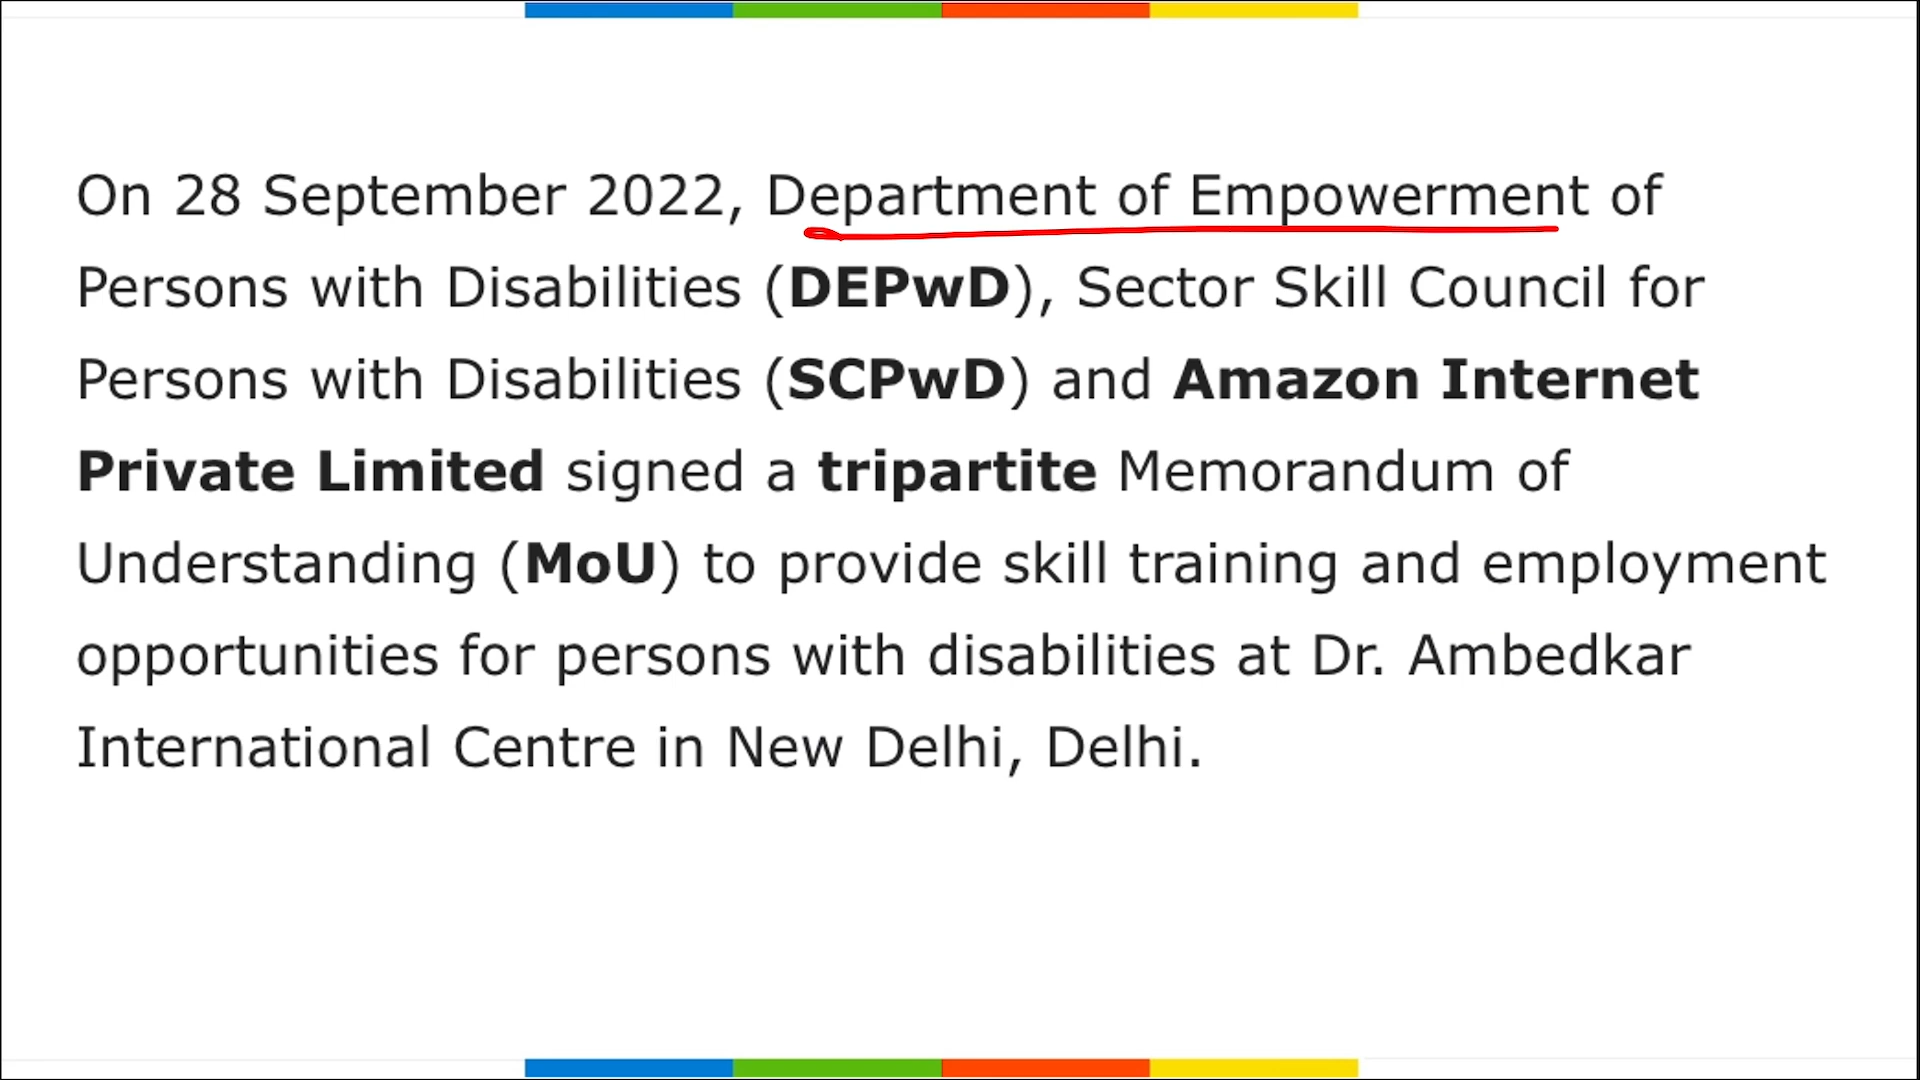 On 28 September 2022, Department of Empowerment of
Persons with Disabilities (DEPwD), Sector Skill Council for
Persons with Disabilities (SCPwD) and Amazon Internet
Private Limited signed a tripartite Memorandum of
Understanding (MoU) to provide skill training and employment
opportunities for persons with disabilities at Dr. Ambedkar
International Centre in New Delhi, Delhi.